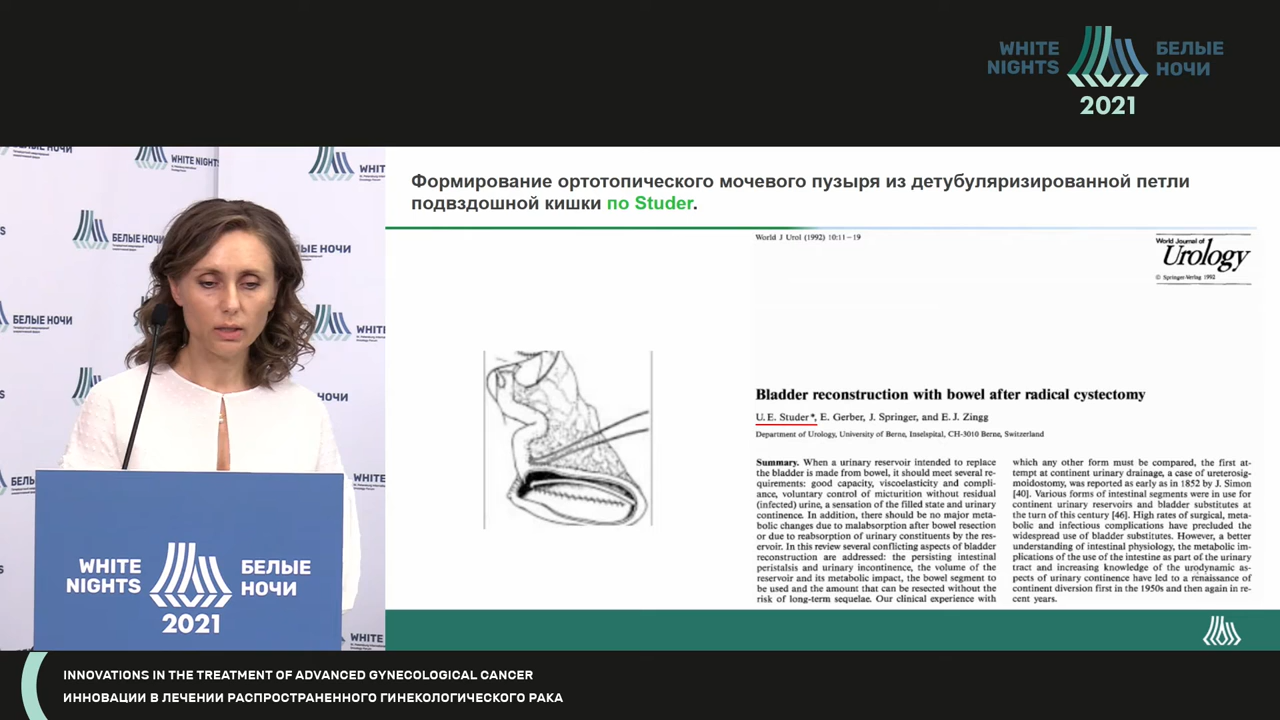 WHITE
NIGHTS
БЕЛЫЕ
НОЧИ
2021
БЕЛЫЕ НОЧИ
WHITE NIGHTS
WHIT
БЕЛЫЕ НОЧИ
БЕЛЫЕ НОЧИ
WHITE
НОЧИ
WHITE
WHITE
NIGHTS
БЕЛЫЕ
НОЧИ
2021
Формирование ортотопического мочевого пузыря из детубуляризированной петли
подвздошной кишки по Studer.
World J Urol (1992) 10:11–19
World Journal of
Urology
© Springer-Verlag 1992
Bladder reconstruction with bowel after radical cystectomy
U. E. Studer*, E. Gerber, J. Springer, and E. J. Zingg
Department of Urology, University of Berne, Inselspital, CH-3010 Berne, Switzerland
Summary. When a urinary reservoir intended to replace
the bladder is made from bowel, it should meet several re-
quirements: good capacity, viscoelasticity and compli-
ance, voluntary control of micturition without residual
(infected) urine, a sensation of the filled state and urinary
continence. In addition, there should be no major meta-
bolic changes due to malabsorption after bowel resection
or due to reabsorption of urinary constituents by the res-
ervoir. In this review several conflicting aspects of bladder
reconstruction are addressed: the persisting intestinal
peristalsis and urinary incontinence, the volume of the
reservoir and its metabolic impact, the bowel segment to
be used and the amount that can be resected without the
risk of long-term sequelae. Our clinical experience with
which any other form must be compared, the first at-
tempt at continent urinary drainage, a case of ureterosig-
moidostomy, was reported as early as in 1852 by J. Simon
[40]. Various forms of intestinal segments were in use for
continent urinary reservoirs and bladder substitutes at
the turn of this century [46]. High rates of surgical, meta-
bolic and infectious complications have precluded the
widespread use of bladder substitutes. However, a better
understanding of intestinal physiology, the metabolic im-
plications of the use of the intestine as part of the urinary
tract and increasing knowledge of the urodynamic as-
pects of urinary continence have led to a renaissance of
continent diversion first in the 1950s and then again in re-
cent years.
INNOVATIONS IN THE TREATMENT OF ADVANCED GYNECOLOGICAL CANCER
ИННОВАЦИИ В ЛЕЧЕНИИ РАСПРОСТРАНЕННОГО ГИНЕКОЛОГИЧЕСКОГО РАКА